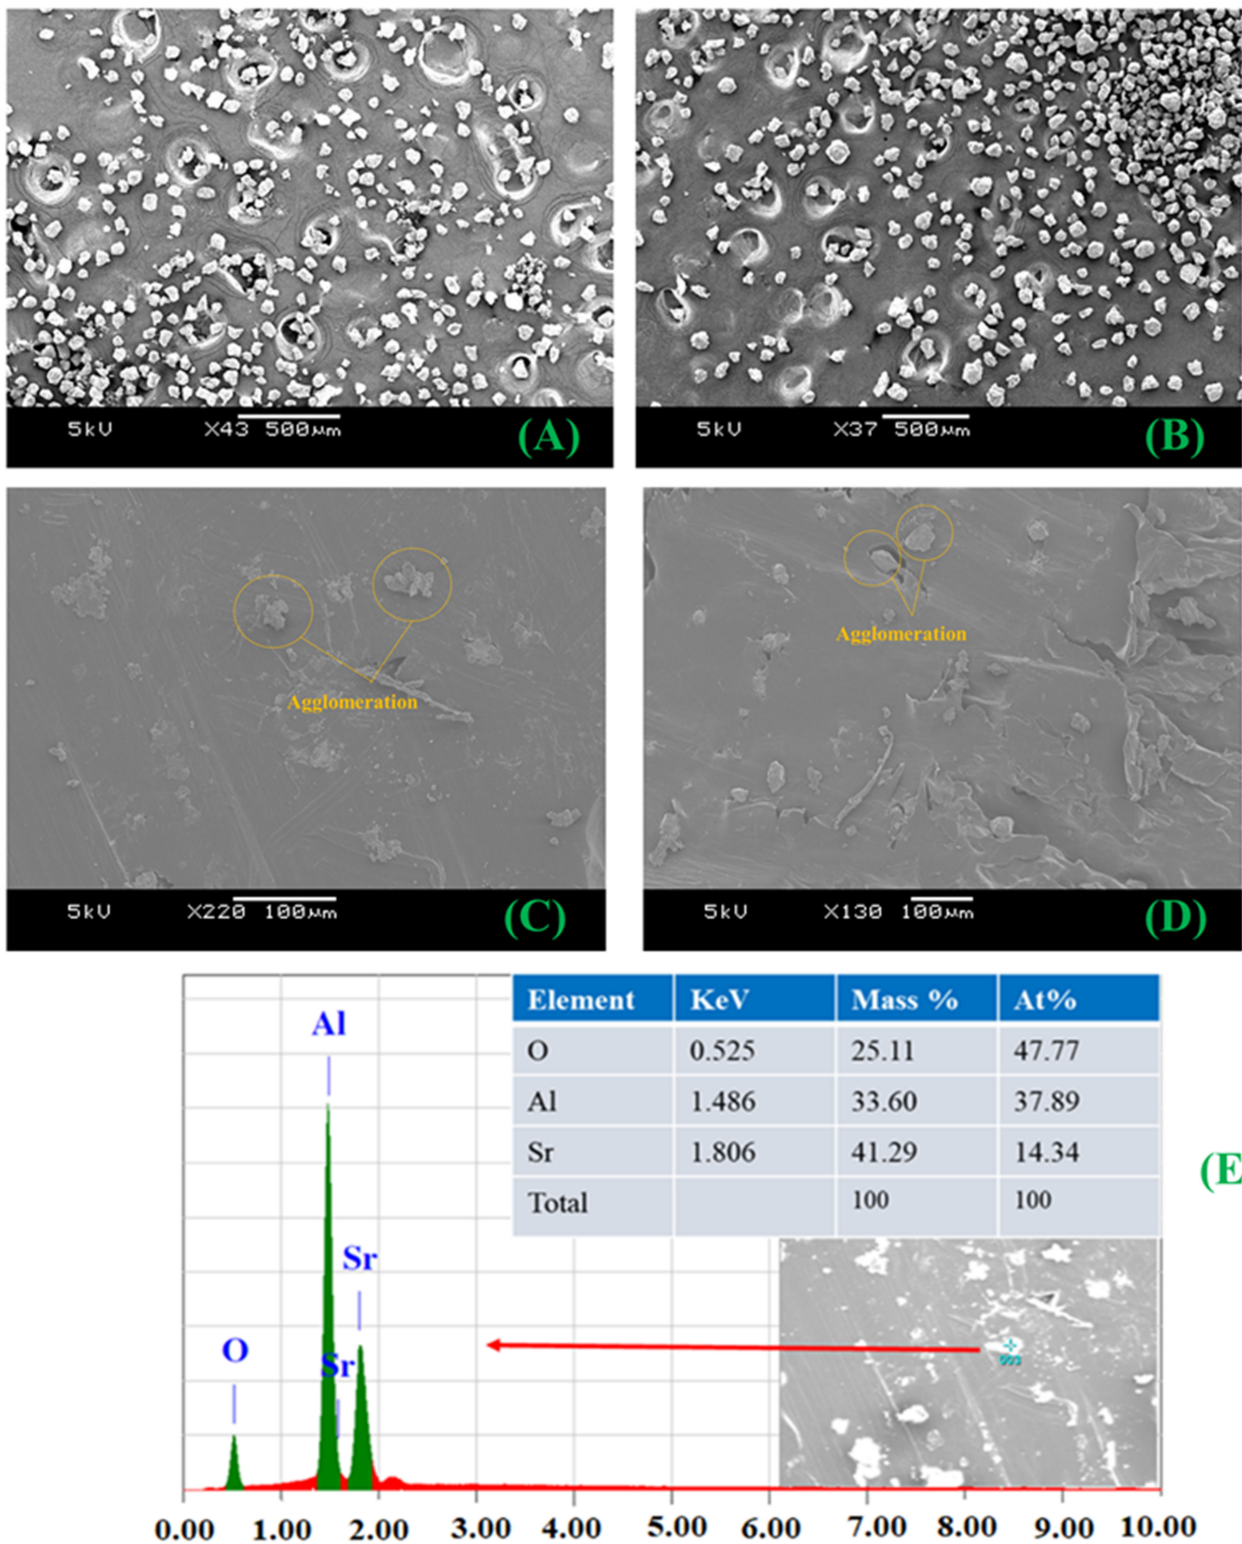 5kV X43 500μm (A)
5kV X37 500μm (B)
Agglomeration
Agglomeration
5kV X220 100μm (C)
5kV X130 100μm (D)
Element KeV Mass % At%
O 0.525 25.11 47.77
Al 1.486 33.60 37.89
Sr 1.806 41.29 14.34
Total 100 100
(E
Al
Sr
O
Sr
003
0.00 1.00 2.00 3.00 4.00 5.00 6.00 7.00 8.00 9.00 10.00